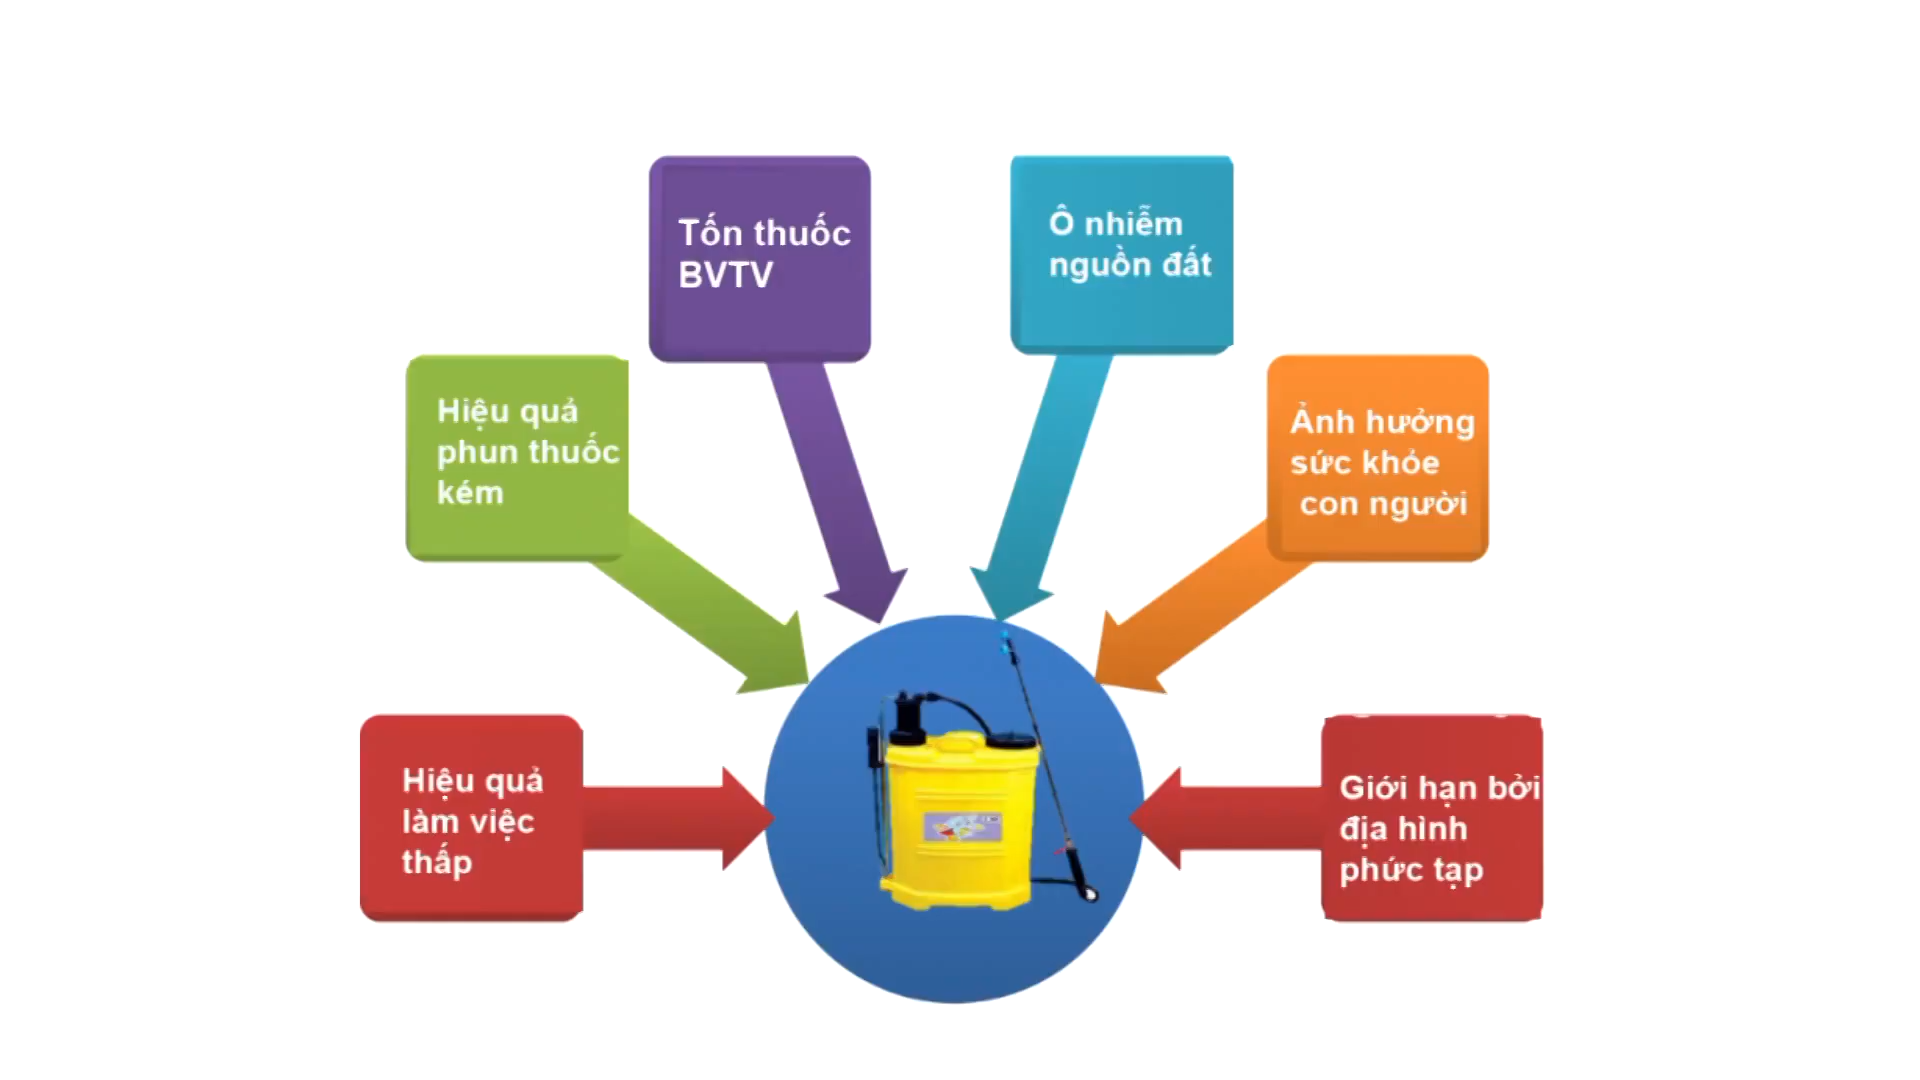 Tốn thuốc
BVTV
Ô nhiễm
nguồn đất
Hiệu quả
phun thuốc
kém
Ảnh hưởng
sức khỏe
con người
Hiệu quả
làm việc
thấp
Giới hạn bởi
địa hình
phức tạp